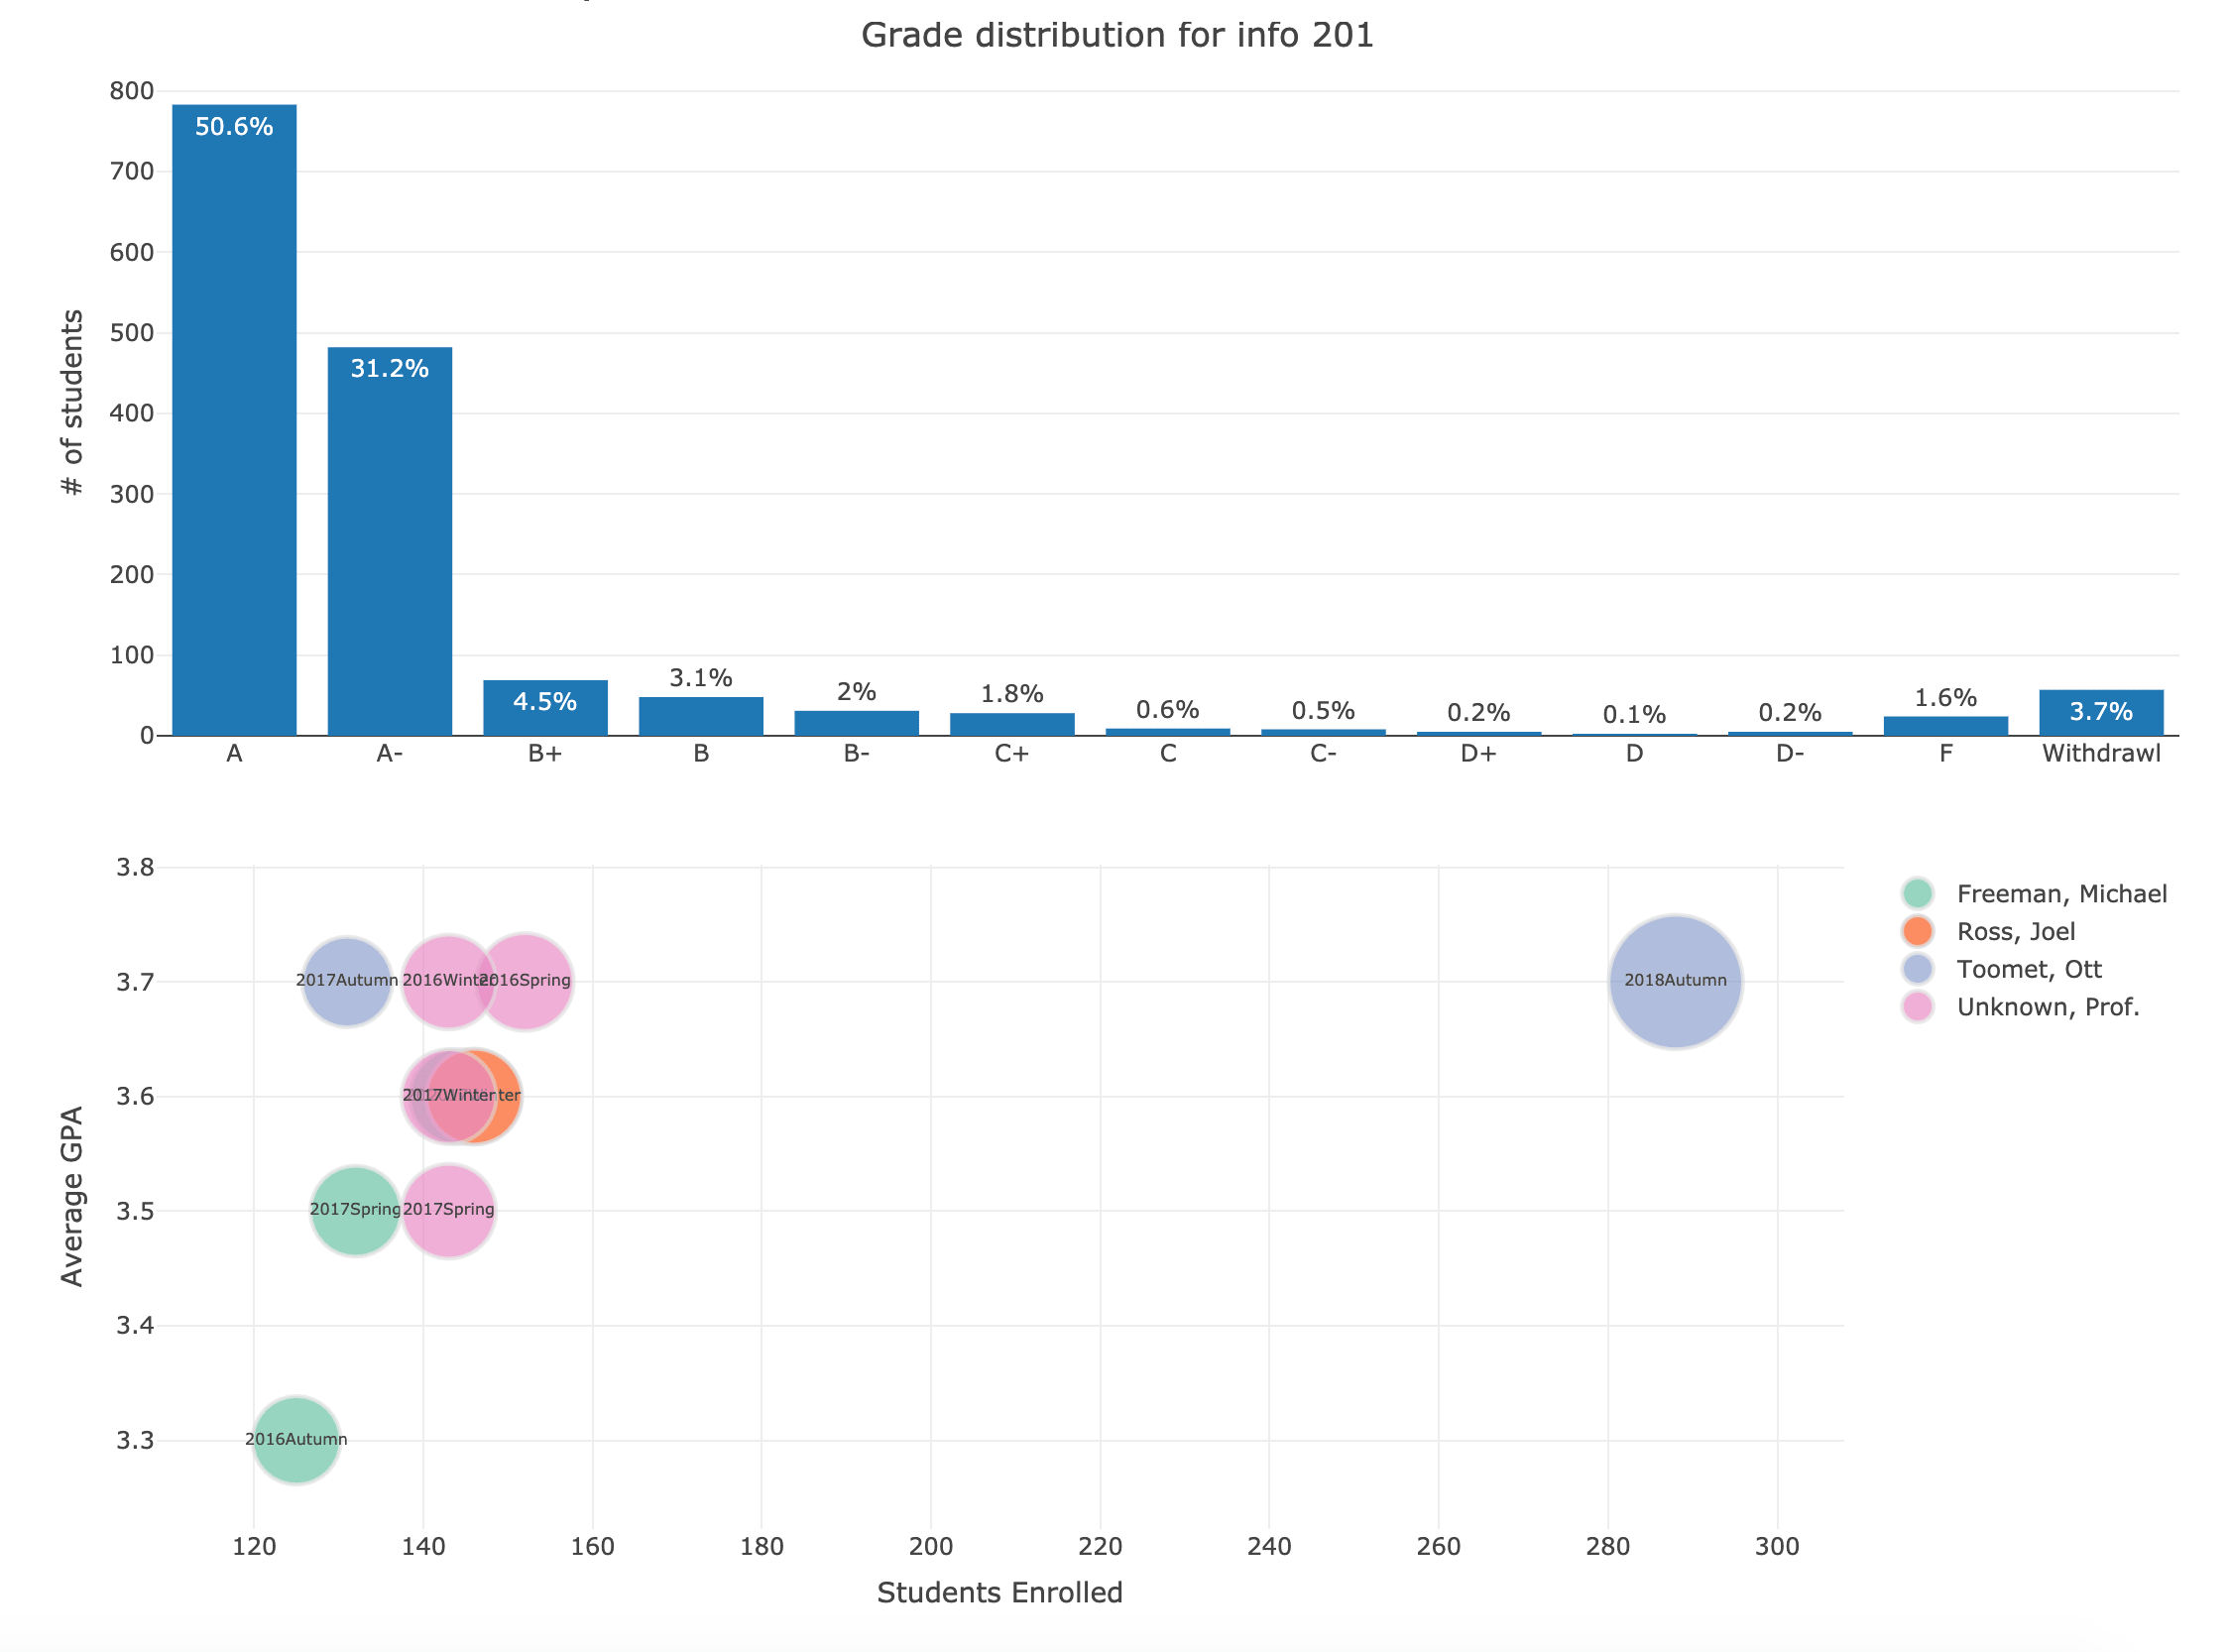 Grade distribution for info 201
800
700
600
500
400
300
200
100
0
# of students
50.6%
31.2%
4.5%
3.1%
2%
1.8%
0.6%
0.5%
0.2%
0.1%
0.2%
1.6%
3.7%
A
A-
B+
B
B-
C+
C
C-
D+
D
D-
F
Withdrawl
3.8
3.7
3.6
3.5
3.4
3.3
Average GPA
2017Autumn
2016Winter
2016Spring
2018Autumn
2017Winter
2017Spring
2017Spring
2016Autumn
Freeman, Michael
Ross, Joel
Toomet, Ott
Unknown, Prof.
120
140
160
180
200
220
240
260
280
300
Students Enrolled